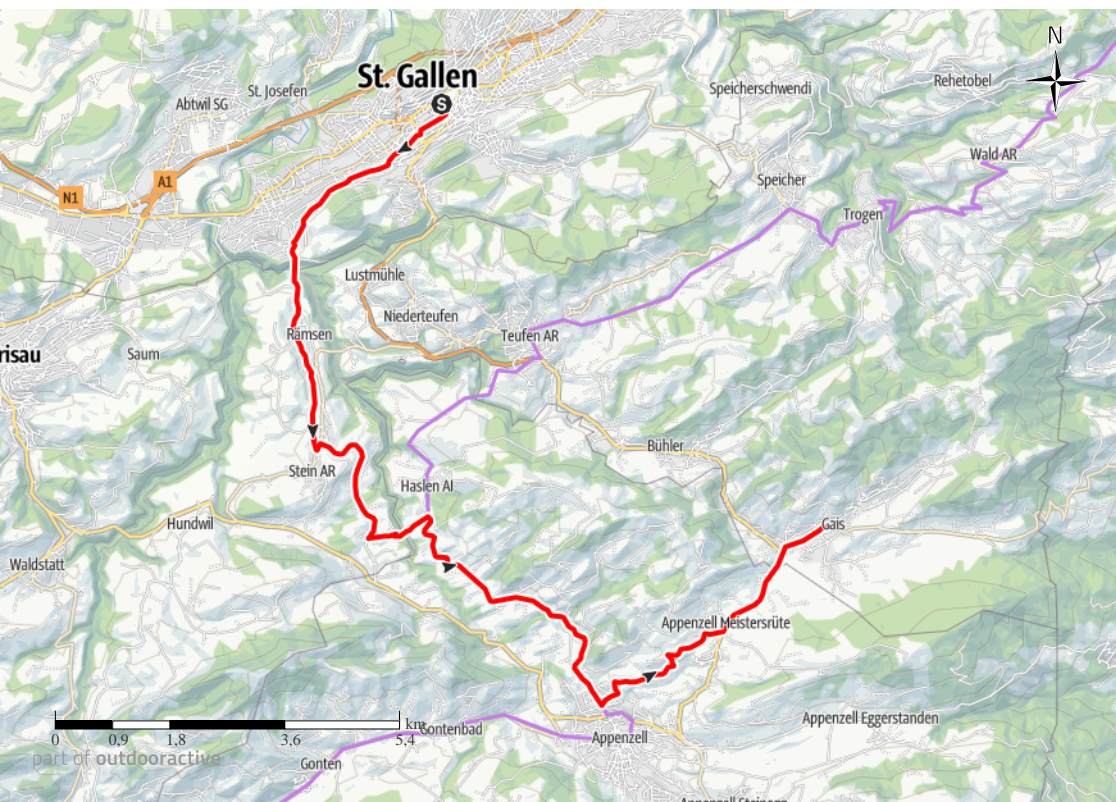 N
St. Gallen
S
Speicherschwendi
Rehetobel
St. Josefen
Abtwil SG
Wald AR
A1
N1
Speicher
Trogen
Lustmühle
Niederteufen
Rämsen
Teufen AR
risau
Saum
Bühler
Stein AR
Haslen AI
Hundwil
Gais
Waldstatt
Appenzell Meistersrüte
Appenzell Eggerstanden
km
Gontenbad
0 0,9 1,8 3,6 5,4
Appenzell
part of outdooractive
Gonten
Appenzell Steinegg